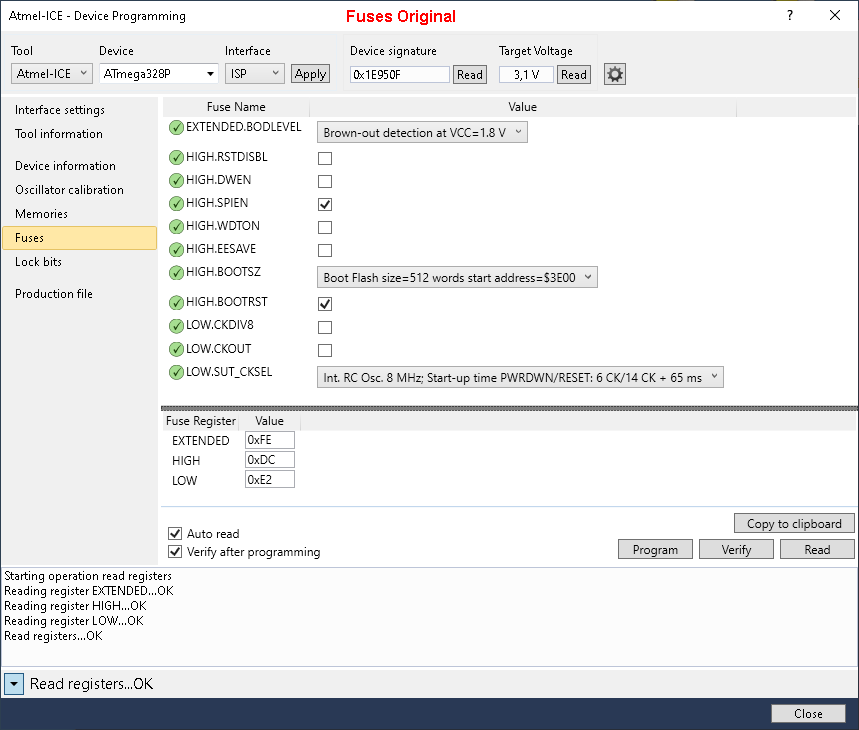 Atmel-ICE - Device Programming
Fuses Original
?
Tool Device Interface Device signature Target Voltage
Atmel-ICE ATmega328P ISP Apply 0x1E950F Read 3,1 V Read
Interface settings
Tool information
Device information
Oscillator calibration
Memories
Fuses
Lock bits
Production file
Fuse Name Value
EXTENDED.BODLEVEL Brown-out detection at VCC=1.8 V
HIGH.RSTDISBL
HIGH.DWEN
HIGH.SPIEN
HIGH.WDTON
HIGH.EESAVE
HIGH.BOOTSZ Boot Flash size=512 words start address=$3E00
HIGH.BOOTRST
LOW.CKDIV8
LOW.CKOUT
LOW.SUT_CKSEL Int. RC Osc. 8 MHz; Start-up time PWRDWN/RESET: 6 CK/14 CK + 65 ms
Fuse Register Value
EXTENDED 0xFE
HIGH 0xDC
LOW 0xE2
Copy to clipboard
Auto read
Verify after programming
Program Verify Read
Starting operation read registers
Reading register EXTENDED...OK
Reading register HIGH...OK
Reading register LOW...OK
Read registers...OK
Read registers...OK
Close